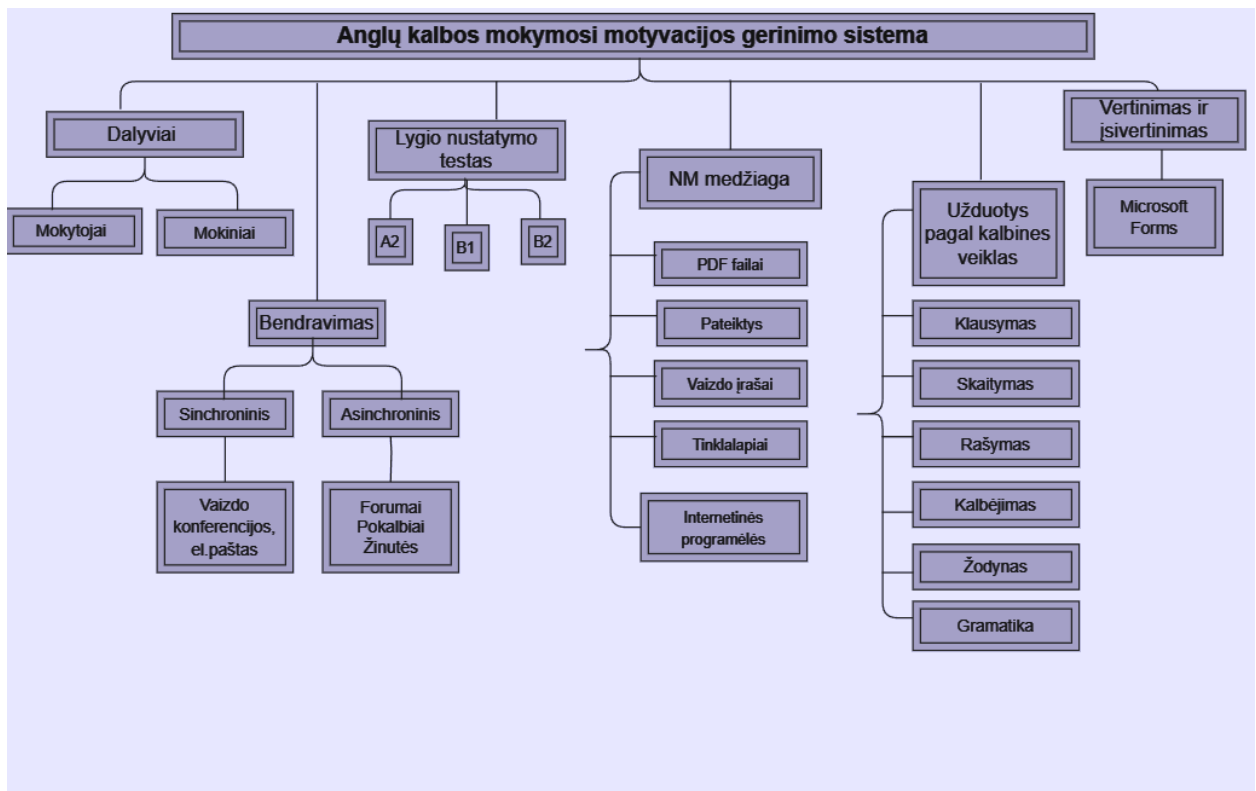 Anglų kalbos mokymosi motyvacijos gerinimo sistema
Dalyviai
Mokytojai
Mokiniai
Bendravimas
Sinchroninis
Asinchroninis
Vaizdo
konferencijos,
el.paštas
Forumai
Pokalbiai
Žinutės
Lygio nustatymo
testas
A2
B1
B2
NM medžiaga
PDF failai
Pateiktys
Vaizdo įrašai
Tinklalapiai
Internetinės
programėlės
Užduotys
pagal kalbines
veiklas
Klausymas
Skaitymas
Rašymas
Kalbėjimas
Žodynas
Gramatika
Vertinimas ir
įsivertinimas
Microsoft
Forms